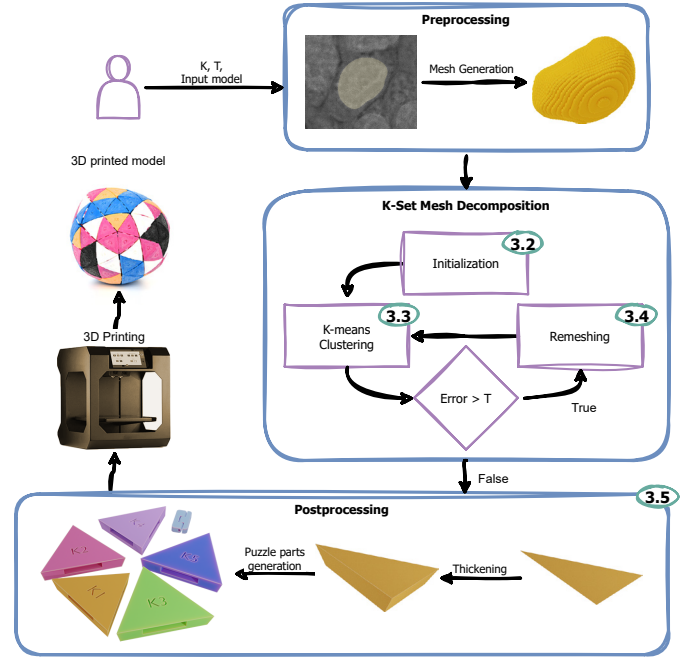 Preprocessing
K, T,
Input model
Mesh Generation
3D printed model
K-Set Mesh Decomposition
3.2
Initialization
3.3
K-means
Clustering
3.4
Remeshing
3D Printing
Error > T
True
False
3.5
Postprocessing
K2
K5
K1
K3
Puzzle parts
generation
Thickening